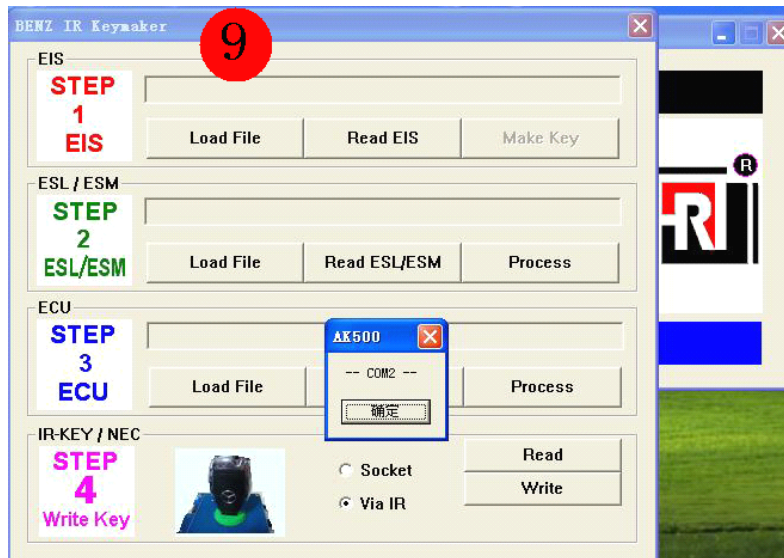 BENZ IR Keymaker
9
EIS
STEP
1
EIS
Load File
Read EIS
Make Key
ESL / ESM
STEP
2
ESL/ESM
Load File
Read ESL/ESM
Process
ECU
STEP
3
ECU
Load File
Process
AK500
-- COM2 --
确定
IR-KEY / NEC
STEP
4
Write Key
Socket
Via IR
Read
Write
HR
R